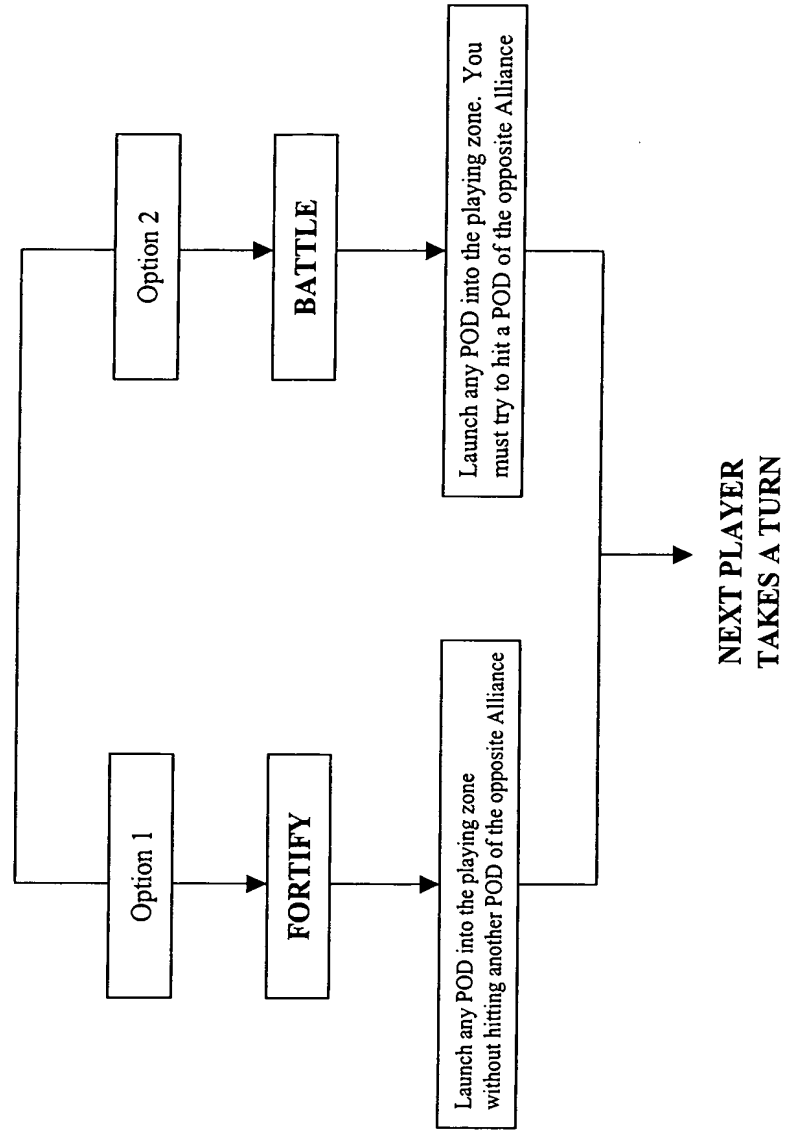 Option 1
FORTIFY
Launch any POD into the playing zone
without hitting another POD of the opposite Alliance
Option 2
BATTLE
Launch any POD into the playing zone. You
must try to hit a POD of the opposite Alliance
NEXT PLAYER
TAKES A TURN